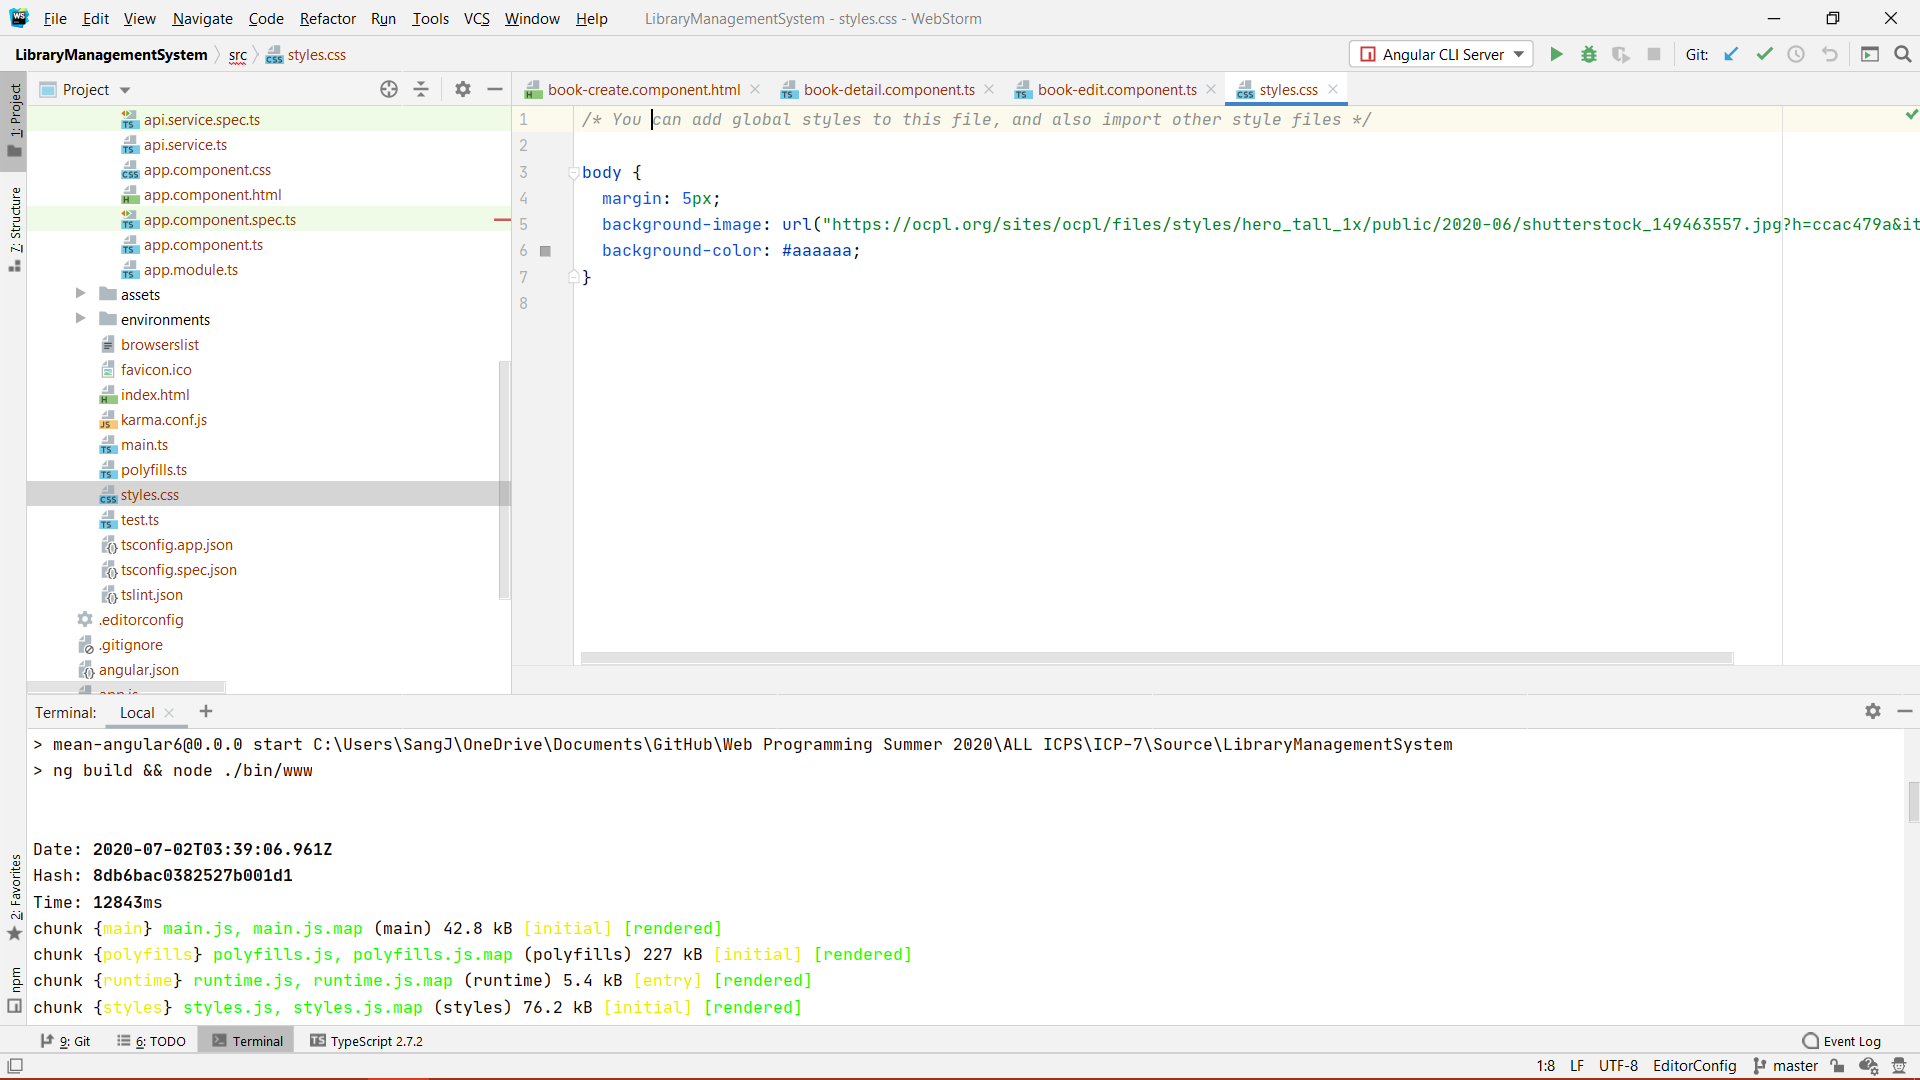 File Edit View Navigate Code Refactor Run Tools VCS Window Help LibraryManagementSystem - styles.css - WebStorm
LibraryManagementSystem src styles.css Angular CLI Server Git:
Project
book-create.component.html book-detail.component.ts book-edit.component.ts styles.css
1: Project
7: Structure
2: Favorites
npm
api.service.spec.ts
api.service.ts
app.component.css
app.component.html
app.component.spec.ts
app.component.ts
app.module.ts
assets
environments
browserslist
favicon.ico
index.html
karma.conf.js
main.ts
polyfills.ts
styles.css
test.ts
tsconfig.app.json
tsconfig.spec.json
tslint.json
.editorconfig
.gitignore
angular.json
1 /* You can add global styles to this file, and also import other style files */
2
3 body {
4 margin: 5px;
5 background-image: url("https://ocpl.org/sites/ocpl/files/styles/hero_tall_1x/public/2020-06/shutterstock_149463557.jpg?h=ccac479a&it
6 background-color: #aaaaaa;
7 }
8
Terminal: Local
> mean-angular6@0.0.0 start C:\Users\SangJ\OneDrive\Documents\GitHub\Web Programming Summer 2020\ALL ICPS\ICP-7\Source\LibraryManagementSystem
> ng build && node ./bin/www
Date: 2020-07-02T03:39:06.961Z
Hash: 8db6bac0382527b001d1
Time: 12843ms
chunk {main} main.js, main.js.map (main) 42.8 kB [initial] [rendered]
chunk {polyfills} polyfills.js, polyfills.js.map (polyfills) 227 kB [initial] [rendered]
chunk {runtime} runtime.js, runtime.js.map (runtime) 5.4 kB [entry] [rendered]
chunk {styles} styles.js, styles.js.map (styles) 76.2 kB [initial] [rendered]
9: Git 6: TODO Terminal TypeScript 2.7.2 Event Log
1:8 LF UTF-8 EditorConfig master